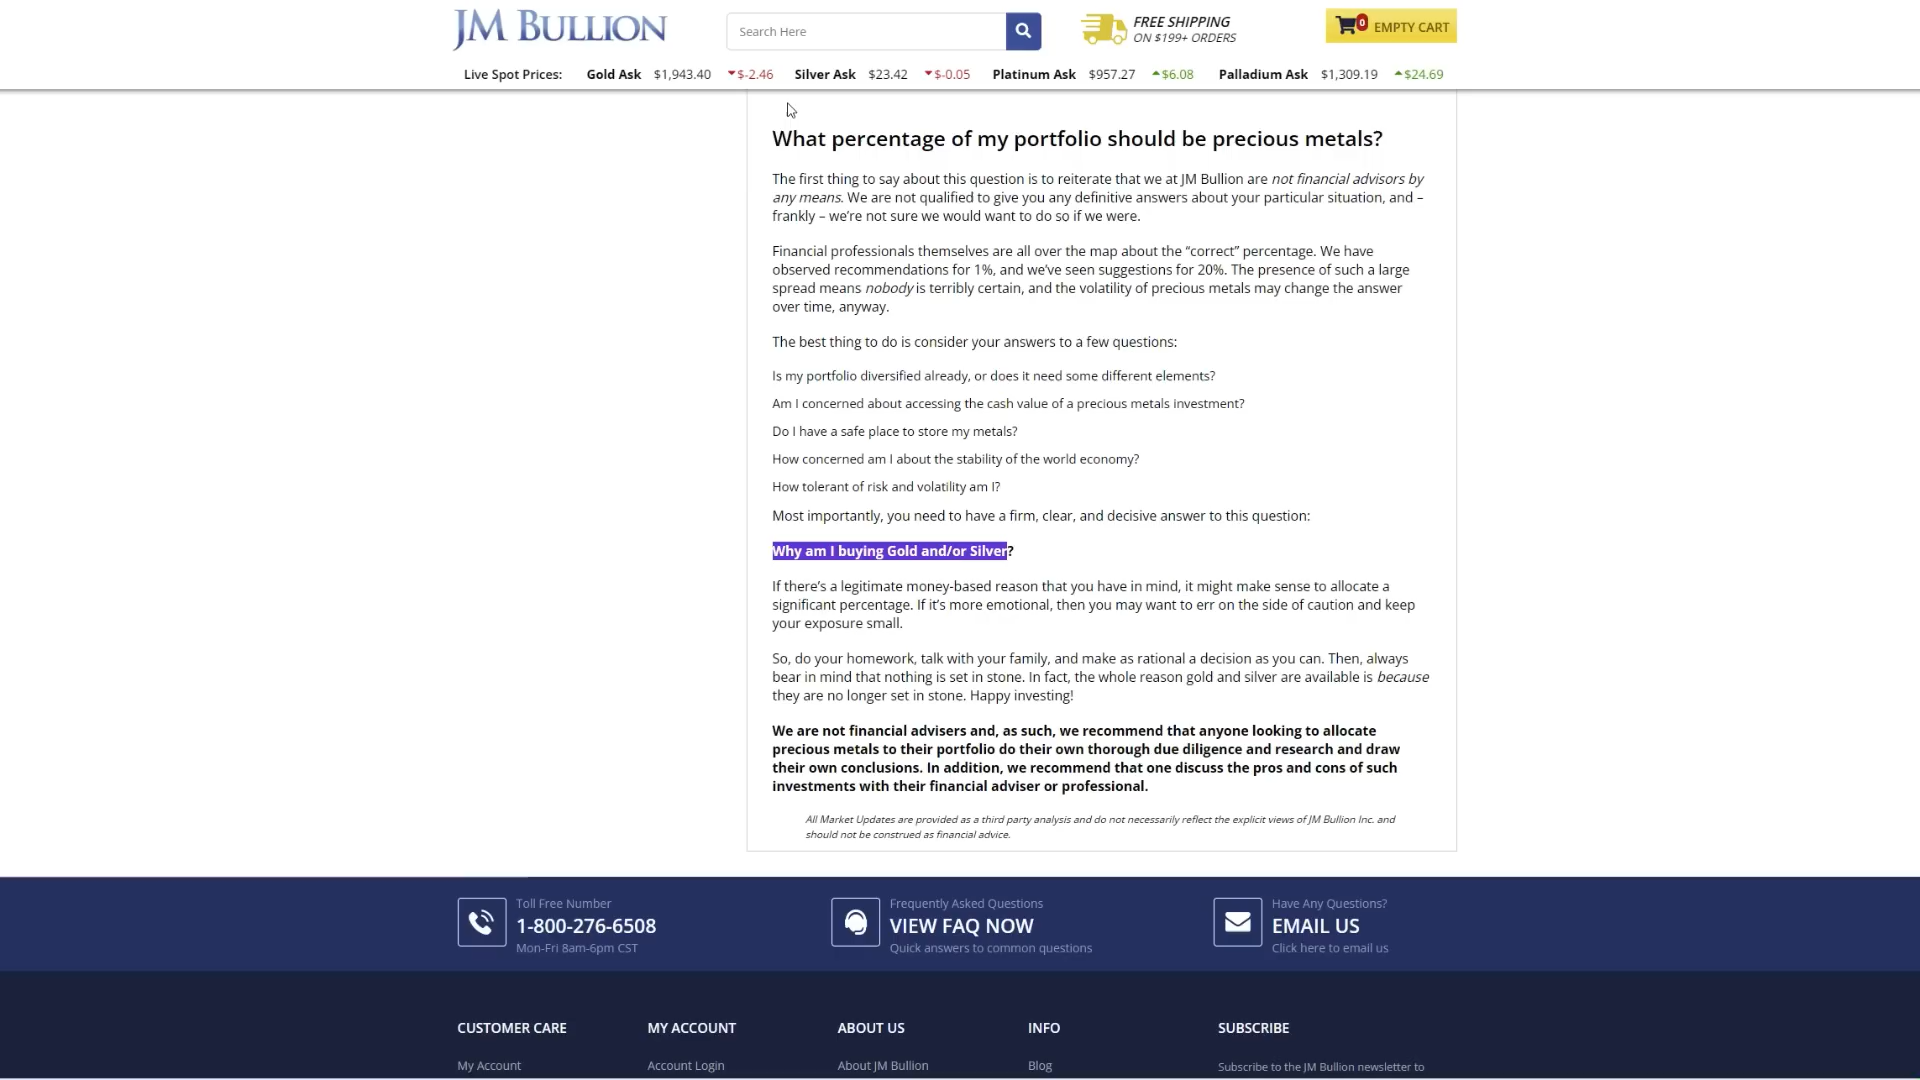 JM BULLION
Search Here
FREE SHIPPING
ON $199+ ORDERS
0 EMPTY CART
Live Spot Prices: Gold Ask $1,943.40 $-2.46 Silver Ask $23.42 $-0.05 Platinum Ask $957.27 $6.08 Palladium Ask $1,309.19 $24.69
What percentage of my portfolio should be precious metals?
The first thing to say about this question is to reiterate that we at JM Bullion are not financial advisors by
any means. We are not qualified to give you any definitive answers about your particular situation, and –
frankly – we’re not sure we would want to do so if we were.
Financial professionals themselves are all over the map about the “correct” percentage. We have
observed recommendations for 1%, and we’ve seen suggestions for 20%. The presence of such a large
spread means nobody is terribly certain, and the volatility of precious metals may change the answer
over time, anyway.
The best thing to do is consider your answers to a few questions:
Is my portfolio diversified already, or does it need some different elements?
Am I concerned about accessing the cash value of a precious metals investment?
Do I have a safe place to store my metals?
How concerned am I about the stability of the world economy?
How tolerant of risk and volatility am I?
Most importantly, you need to have a firm, clear, and decisive answer to this question:
Why am I buying Gold and/or Silver?
If there’s a legitimate money-based reason that you have in mind, it might make sense to allocate a
significant percentage. If it’s more emotional, then you may want to err on the side of caution and keep
your exposure small.
So, do your homework, talk with your family, and make as rational a decision as you can. Then, always
bear in mind that nothing is set in stone. In fact, the whole reason gold and silver are available is because
they are no longer set in stone. Happy investing!
We are not financial advisers and, as such, we recommend that anyone looking to allocate
precious metals to their portfolio do their own thorough due diligence and research and draw
their own conclusions. In addition, we recommend that one discuss the pros and cons of such
investments with their financial adviser or professional.
All Market Updates are provided as a third party analysis and do not necessarily reflect the explicit views of JM Bullion Inc. and
should not be construed as financial advice.
Toll Free Number
1-800-276-6508
Mon-Fri 8am-6pm CST
Frequently Asked Questions
VIEW FAQ NOW
Quick answers to common questions
Have Any Questions?
EMAIL US
Click here to email us
CUSTOMER CARE
My Account
MY ACCOUNT
Account Login
ABOUT US
About JM Bullion
INFO
Blog
SUBSCRIBE
Subscribe to the JM Bullion newsletter to